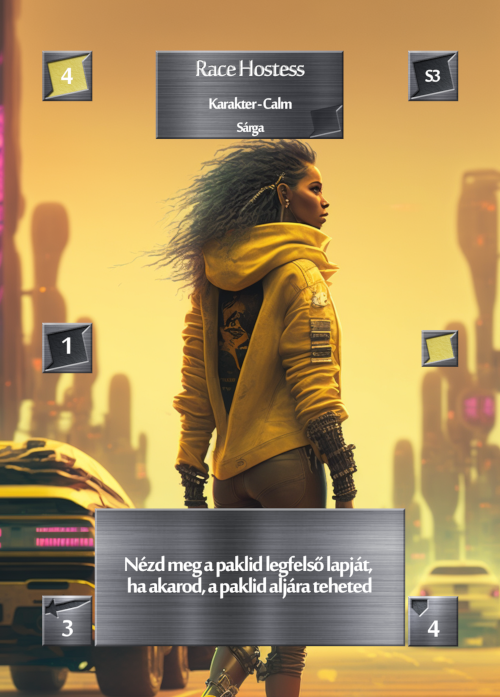 4
Race Hostess
S3
Karakter - Calm
Sárga
1
Nézd meg a paklid legfelső lapját,
ha akarod, a paklid aljára teheted
3
4